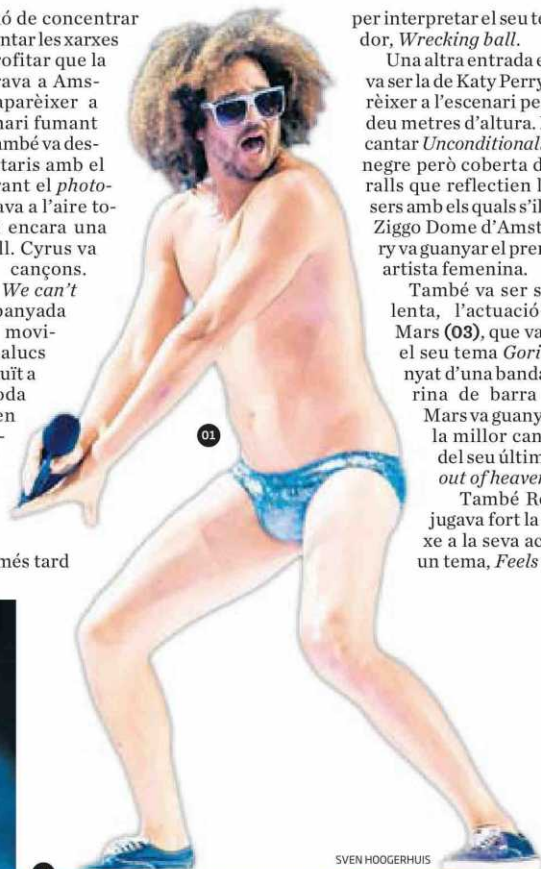 ó de concentrar
ntar les xarxes
rofitar que la
rava a Ams-
aparèixer a
nari fumant
ambé va des-
taris amb el
rant el photo-
ava a l'aire to-
encara una
ll. Cyrus va
cançons.
We can't
panyada
movi-
alucs
uït a
oda
en
-
més tard
01
per interpretar el seu te
dor, Wrecking ball.
Una altra entrada e
va ser la de Katy Perry
rèixer a l'escenari pe
deu metres d'altura.
cantar Unconditional
negre però coberta d
ralls que reflectien l
sers amb els quals s'il
Ziggo Dome d'Amst
ry va guanyar el prem
artista femenina.
També va ser s
lenta, l'actuació
Mars (03), que va
el seu tema Gori
nyat d'una banda
rina de barra
Mars va guany
la millor can
del seu últim
out of heaven
També Re
jugava fort la
xe a la seva ac
un tema, Feels
SVEN HOOGERHUIS